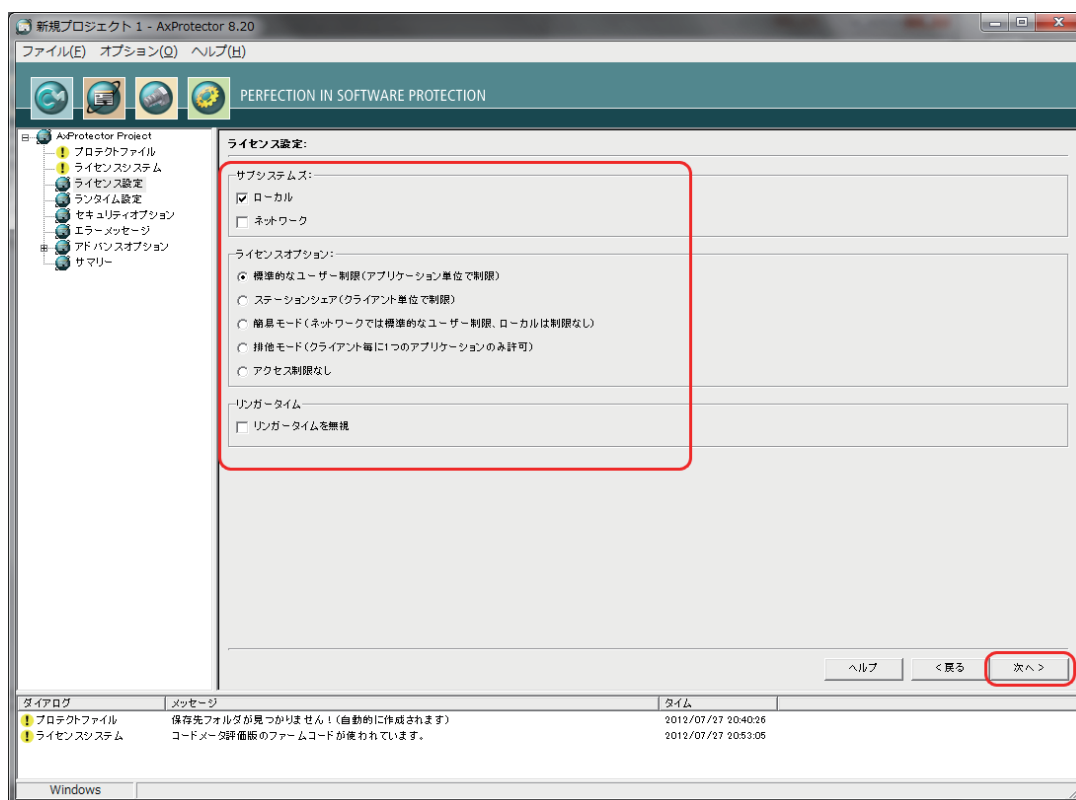 新規プロジェクト 1 - AxProtector 8.20
ファイル(F) オプション(O) ヘルプ(H)
PERFECTION IN SOFTWARE PROTECTION
AxProtector Project
プロテクトファイル
ライセンスシステム
ライセンス設定
ランタイム設定
セキュリティオプション
エラーメッセージ
アドバンスオプション
サマリー
ライセンス設定:
サブシステムズ:
ローカル
ネットワーク
ライセンスオプション:
標準的なユーザー制限(アプリケーション単位で制限)
ステーションシェア(クライアント単位で制限)
簡易モード(ネットワークでは標準的なユーザー制限、ローカルは制限なし)
排他モード(クライアント毎に1つのアプリケーションのみ許可)
アクセス制限なし
リンガータイム
リンガータイムを無視
ヘルプ <戻る 次へ>
ダイアログ メッセージ タイム
プロテクトファイル 保存先フォルダが見つかりません!(自動的に作成されます) 2012/07/27 20:40:26
ライセンスシステム コードメータ評価版のファームコードが使われています。 2012/07/27 20:53:05
Windows